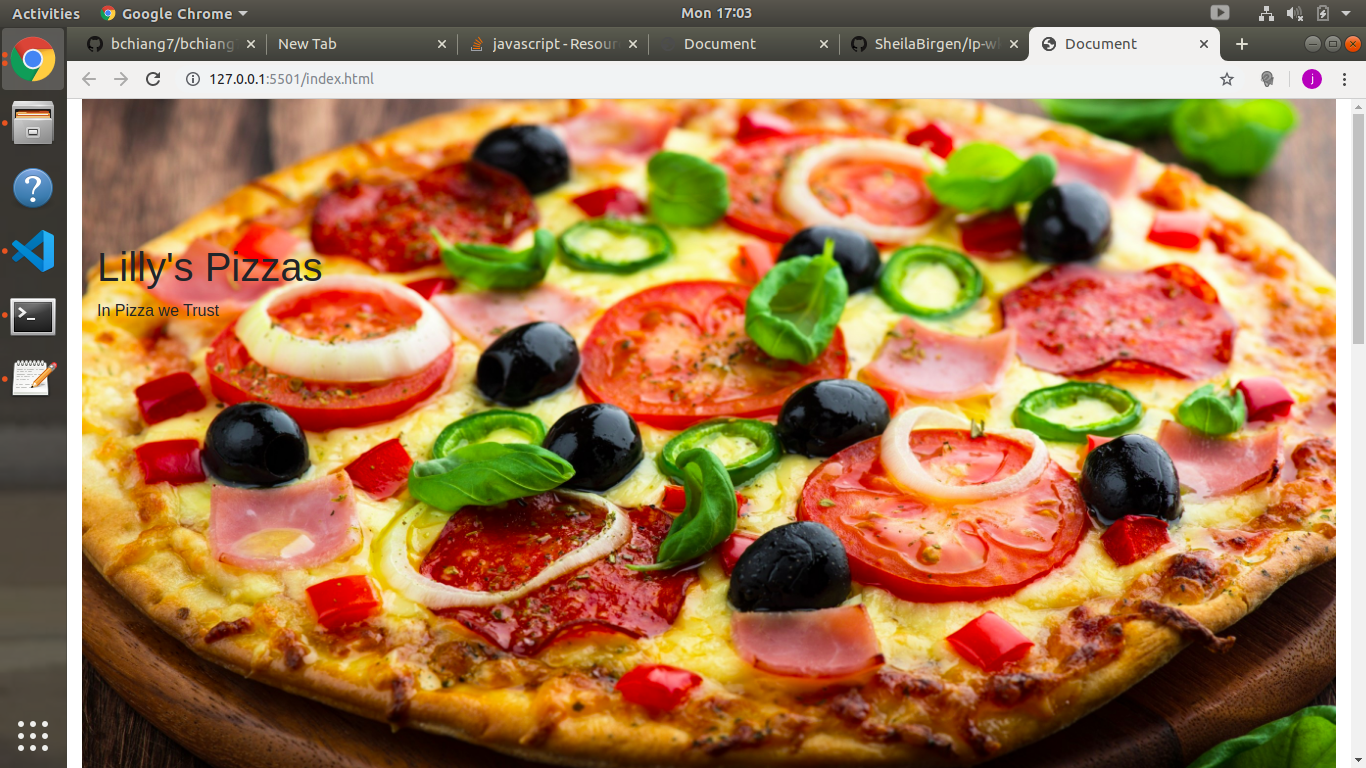 Activities
Google Chrome
Mon 17:03
bchiang7/bchiang
New Tab
javascript - Resour
Document
SheilaBirgen/Ip-w
Document
127.0.0.1:5501/index.html
j
Lilly's Pizzas
In Pizza we Trust